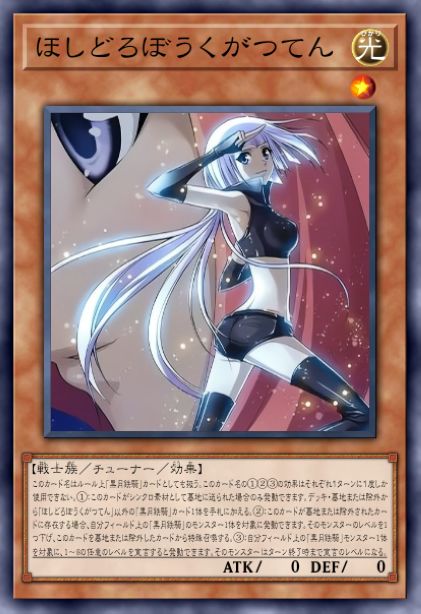 ほしどろぼうくがつてん
ひかり
光
【戦士族／チューナー／効果】
このカード名はルール上「黒月鉄騎」カードとしても扱う。このカード名の①②③の効果はそれぞれ1ターンに1度しか
使用できない。①：このカードがシンクロ素材として墓地に送られた場合のみ発動できます。デッキ・墓地または除外か
ら「ほしどろぼうくがつてん」以外の「黒月鉄騎」カード1体を手札に加える。②：このカードが墓地または除外されたカー
ドに存在する場合、自分フィールド上の「黒月鉄騎」のモンスター1体を対象に発動できます。そのモンスターのレベルを1
つ下げ、このカードを墓地または除外したカードから特殊召喚する。③：自分フィールド上の「黒月鉄騎」モンスター1体
を対象に、1～8の任意のレベルを宣言すると発動できます。そのモンスターはターン終了時まで宣言のレベルになる。
ATK/ 0 DEF/ 0